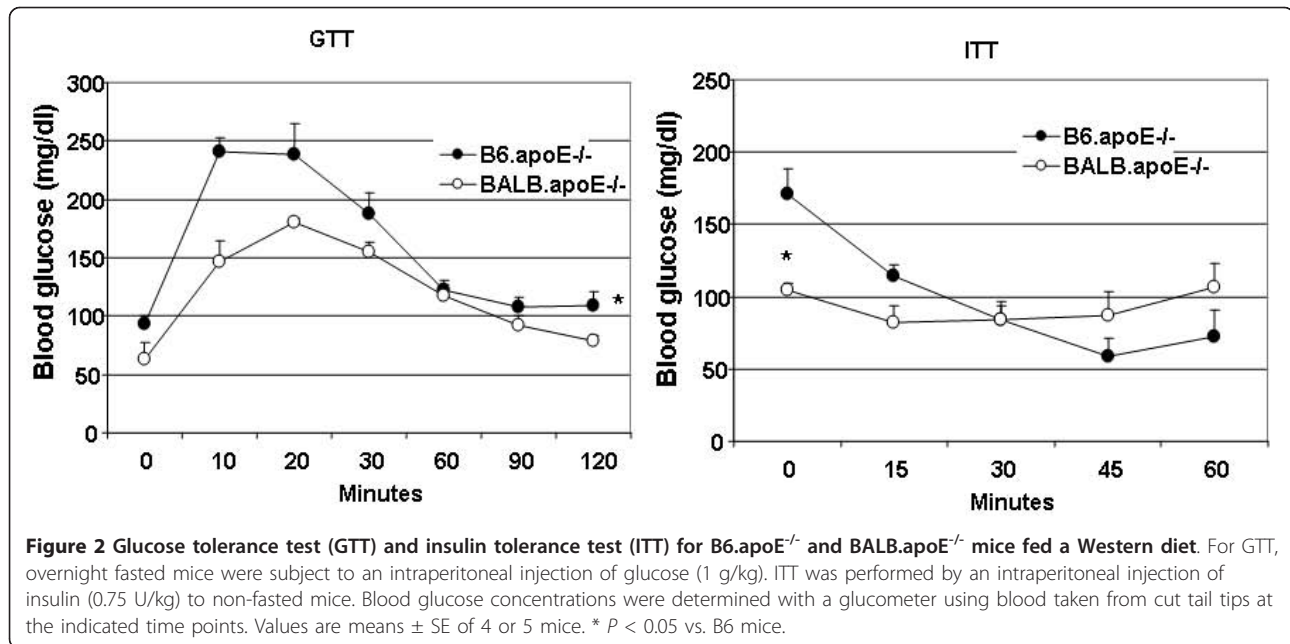 GTT
Blood glucose (mg/dl)
300
250
200
150
100
50
0
B6.apoE-/-
BALB.apoE-/-
*
0 10 20 30 60 90 120
Minutes
ITT
Blood glucose (mg/dl)
250
200
150
100
50
0
B6.apoE-/-
BALB.apoE-/-
*
0 15 30 45 60
Minutes
Figure 2 Glucose tolerance test (GTT) and insulin tolerance test (ITT) for B6.apoE-/- and BALB.apoE-/- mice fed a Western diet. For GTT,
overnight fasted mice were subject to an intraperitoneal injection of glucose (1 g/kg). ITT was performed by an intraperitoneal injection of
insulin (0.75 U/kg) to non-fasted mice. Blood glucose concentrations were determined with a glucometer using blood taken from cut tail tips at
the indicated time points. Values are means ± SE of 4 or 5 mice. * P < 0.05 vs. B6 mice.